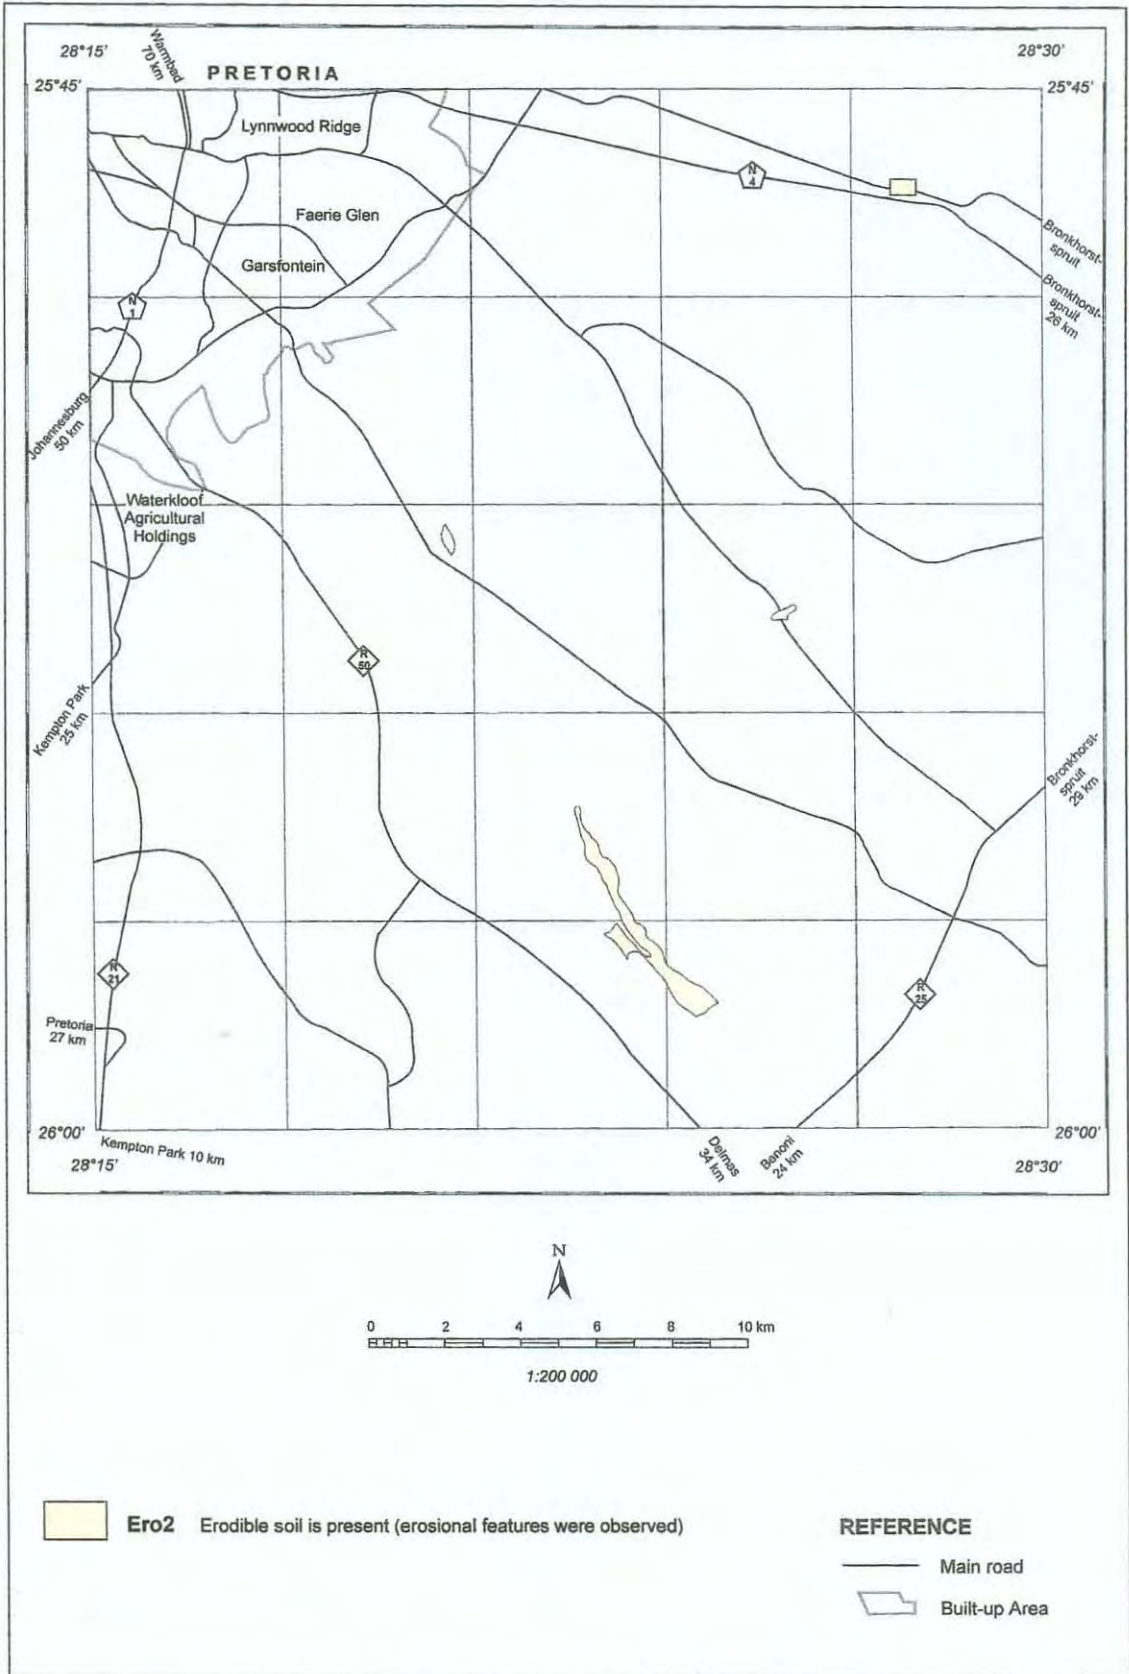 28°15'
Warmbad
70 km
PRETORIA
28°30'
25°45'
25°45'
Lynnwood Ridge
N
4
Faerie Glen
Garsfontein
N
1
Bronkhorst-
spruit
Bronkhorst-
spruit
26 km
Johannesburg
50 km
Waterkloof
Agricultural
Holdings
R
50
Kempton Park
25 km
Bronkhorst-
spruit
29 km
R
21
R
25
Pretoria
27 km
26°00'
26°00'
Kempton Park 10 km
28°15'
Delmas
34 km
Benoni
24 km
28°30'
N
0 2 4 6 8 10 km
1:200 000
Ero2 Erodible soil is present (erosional features were observed)
REFERENCE
Main road
Built-up Area